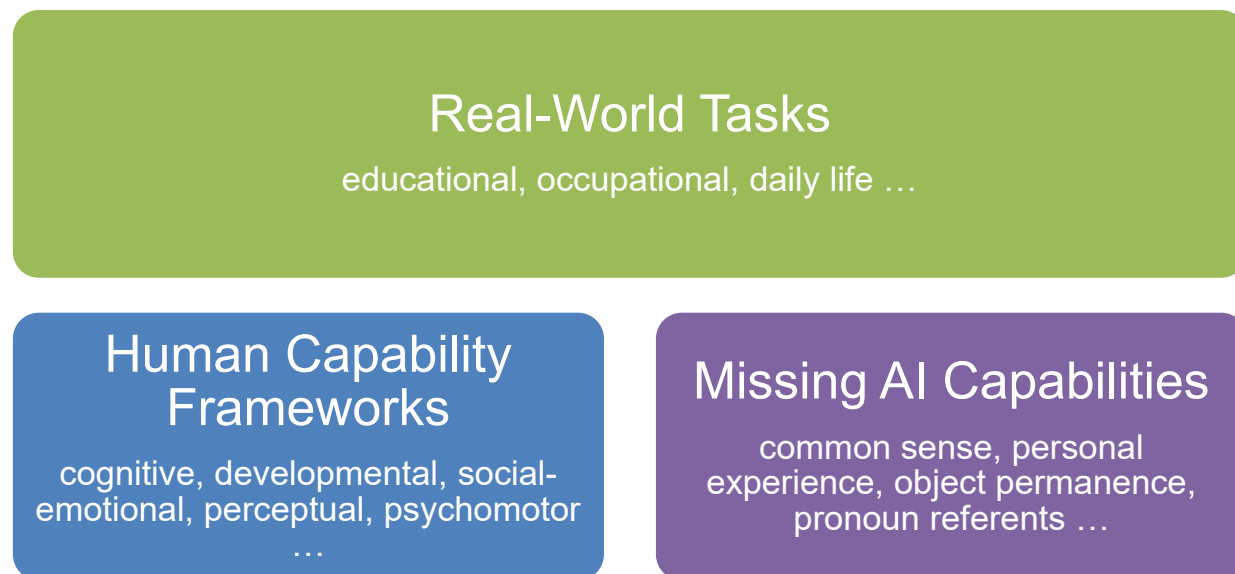 Real-World Tasks
educational, occupational, daily life …
Human Capability
Frameworks
cognitive, developmental, social-
emotional, perceptual, psychomotor
…
Missing AI Capabilities
common sense, personal
experience, object permanence,
pronoun referents …